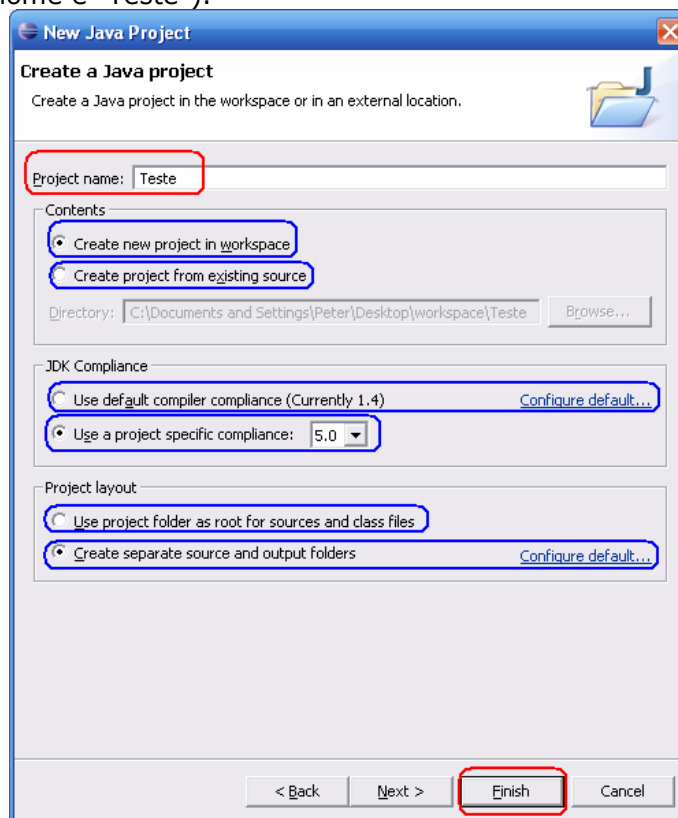 nome é "Teste"):
New Java Project
Create a Java project
Create a Java project in the workspace or in an external location.
Project name: Teste
Contents
Create new project in workspace
Create project from existing source
Directory: C:\Documents and Settings\Peter\Desktop\workspace\Teste Browse...
JDK Compliance
Use default compiler compliance (Currently 1.4) Configure default...
Use a project specific compliance: 5.0
Project layout
Use project folder as root for sources and class files
Create separate source and output folders Configure default...
< Back Next > Finish Cancel